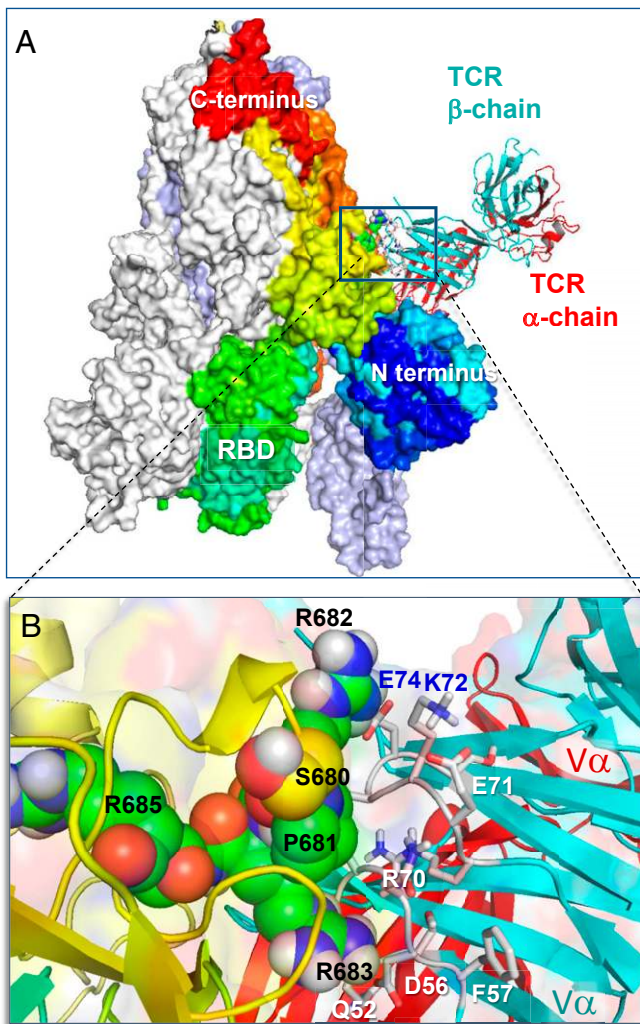 A
C-terminus
TCR
β-chain
TCR
α-chain
N terminus
RBD
B
R682
E74
K72
Vα
S680
E71
R685
P681
R70
R683
D56
F57
Q52
Vα